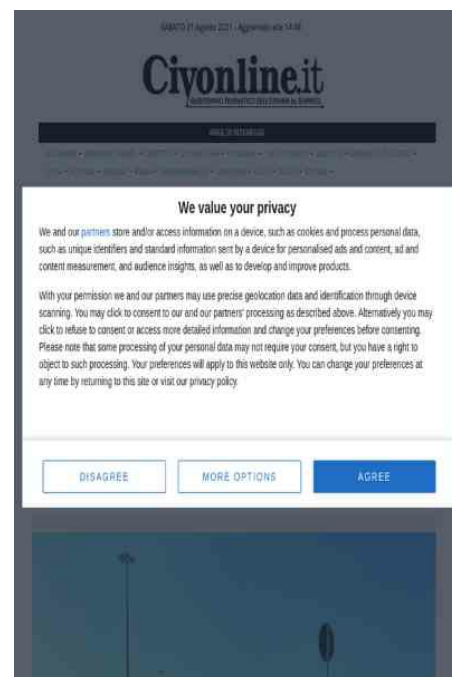 SABATO 21 Agosto 2021 - Aggiornato alle 14:48
Civonline.it
We value your privacy
We and our partners store and/or access information on a device, such as cookies and process personal data,
such as unique identifiers and standard information sent by a device for personalised ads and content, ad and
content measurement, and audience insights, as well as to develop and improve products.
With your permission we and our partners may use precise geolocation data and identification through device
scanning. You may click to consent to our and our partners' processing as described above. Alternatively you may
click to refuse to consent or access more detailed information and change your preferences before consenting.
Please note that some processing of your personal data may not require your consent, but you have a right to
object to such processing. Your preferences will apply to this website only. You can change your preferences at
any time by returning to this site or visit our privacy policy.
DISAGREE
MORE OPTIONS
AGREE